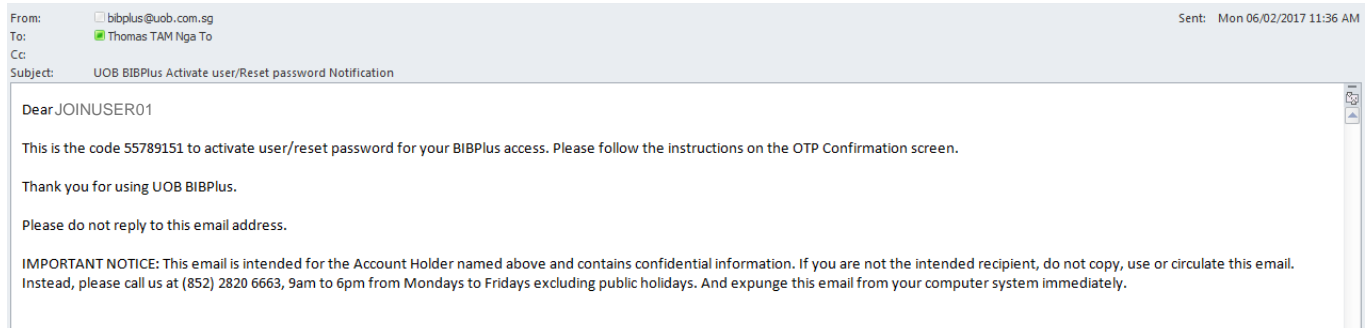 From: bibplus@uob.com.sg Sent: Mon 06/02/2017 11:36 AM
To: Thomas TAM Nga To
Cc:
Subject: UOB BIBPlus Activate user/Reset password Notification
Dear JOINUSER01
This is the code 55789151 to activate user/reset password for your BIBPlus access. Please follow the instructions on the OTP Confirmation screen.
Thank you for using UOB BIBPlus.
Please do not reply to this email address.
IMPORTANT NOTICE: This email is intended for the Account Holder named above and contains confidential information. If you are not the intended recipient, do not copy, use or circulate this email.
Instead, please call us at (852) 2820 6663, 9am to 6pm from Mondays to Fridays excluding public holidays. And expunge this email from your computer system immediately.